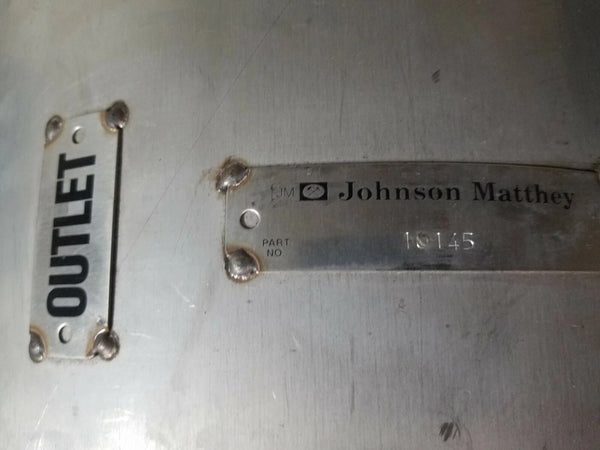 OUTLET
JM Johnson Matthey
PART
NO
10145